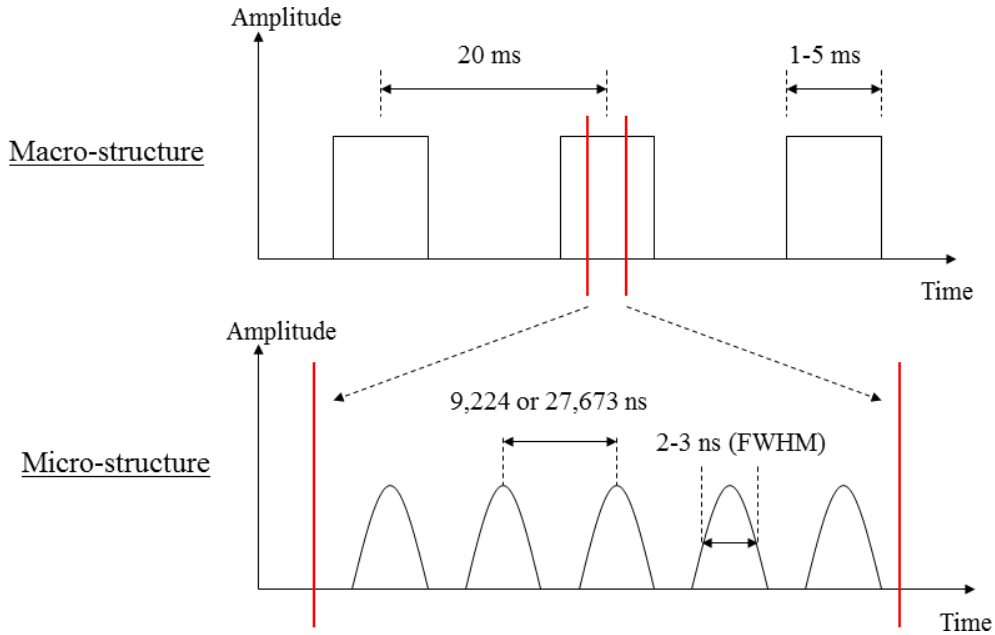 Amplitude
20 ms
1-5 ms
Macro-structure
Time
Amplitude
9,224 or 27,673 ns
2-3 ns (FWHM)
Micro-structure
Time